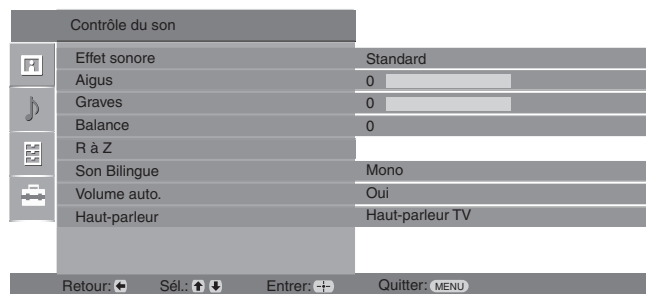 Contrôle du son
Effet sonore Standard
Aigus 0
Graves 0
Balance 0
R à Z
Son Bilingue Mono
Volume auto. Oui
Haut-parleur Haut-parleur TV
Retour: Sél.: Entrer: Quitter: MENU